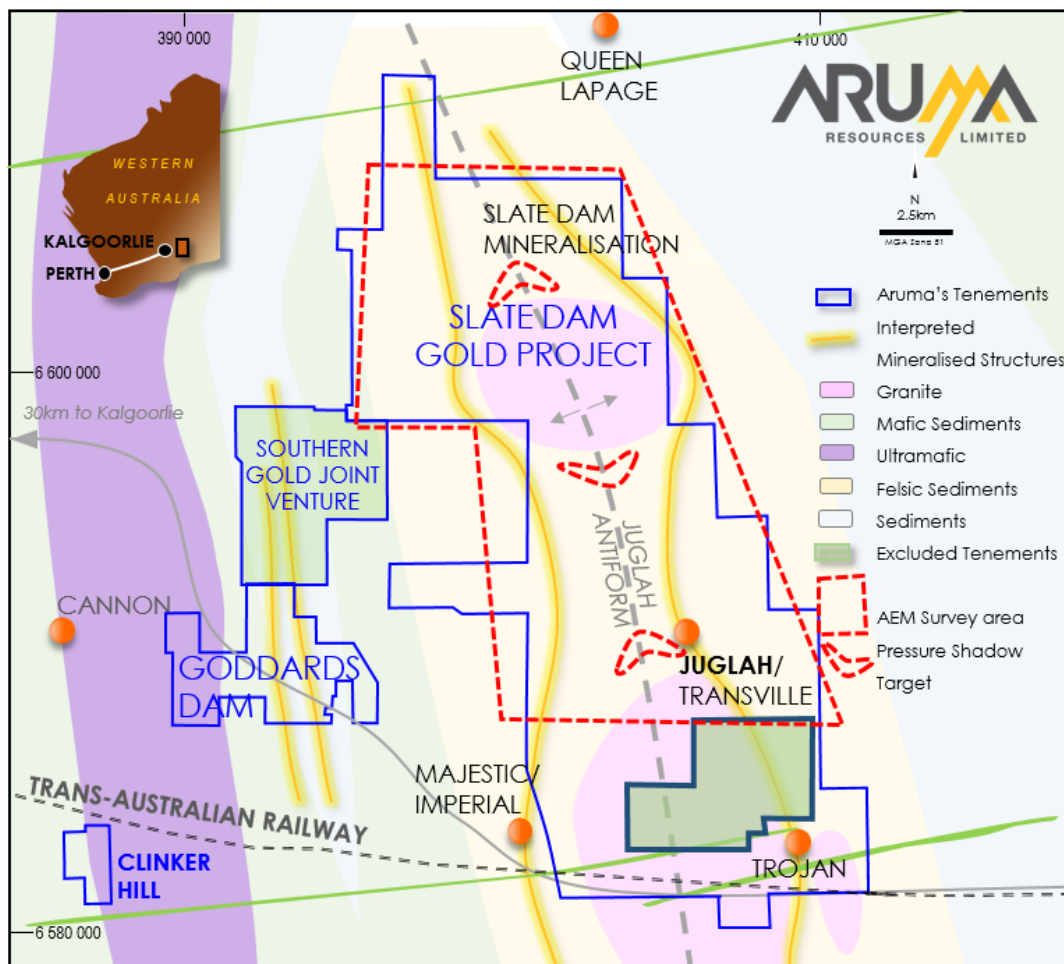 390 000
410 000
QUEEN
LAPAGE
ARUMA
RESOURCES LIMITED
WESTERN
AUSTRALIA
KALGOORLIE
PERTH
N
2.5km
MGA Zone 51
SLATE DAM
MINERALISATION
SLATE DAM
GOLD PROJECT
Aruma's Tenements
Interpreted
Mineralised Structures
Granite
Mafic Sediments
Ultramafic
Felsic Sediments
Sediments
Excluded Tenements
AEM Survey area
Pressure Shadow
Target
6 600 000
30km to Kalgoorlie
SOUTHERN
GOLD JOINT
VENTURE
JUGLAH
ANTIFORM
CANNON
GODDARDS
DAM
JUGLAH/
TRANSVILLE
MAJESTIC/
IMPERIAL
TRANS-AUSTRALIAN RAILWAY
CLINKER
HILL
TROJAN
6 580 000